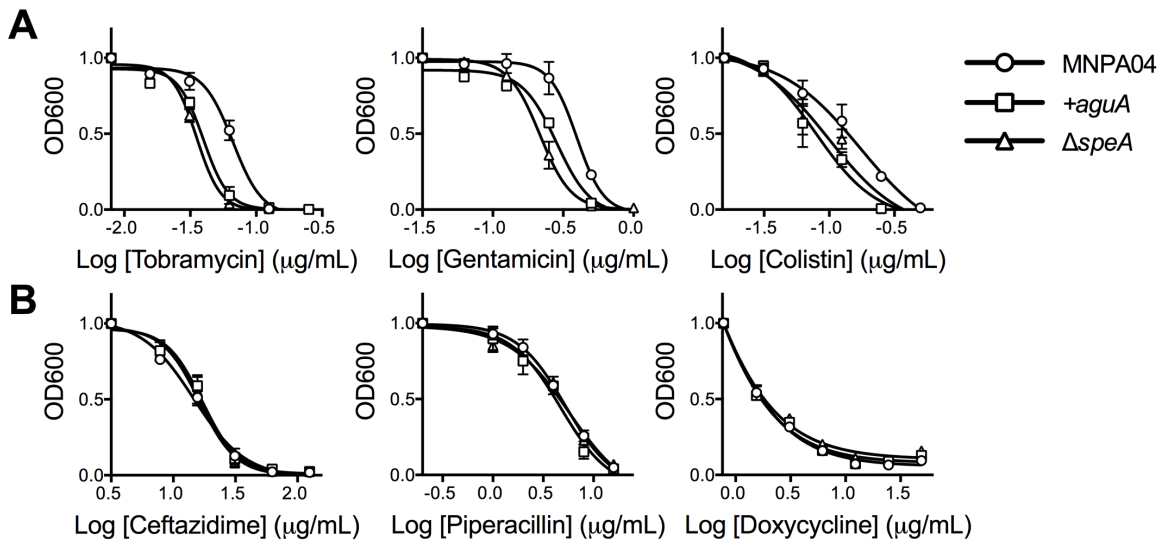 A
OD600
1.0
0.5
0.0
-2.0 -1.5 -1.0 -0.5
Log [Tobramycin] (μg/mL)
OD600
1.0
0.5
0.0
-1.5 -1.0 -0.5 0.0
Log [Gentamicin] (μg/mL)
OD600
1.0
0.5
0.0
-1.5 -1.0 -0.5
Log [Colistin] (μg/mL)
MNPA04
+aguA
ΔspeA
B
OD600
1.0
0.5
0.0
0.5 1.0 1.5 2.0
Log [Ceftazidime] (μg/mL)
OD600
1.0
0.5
0.0
-0.5 0.0 0.5 1.0
Log [Piperacillin] (μg/mL)
OD600
1.0
0.5
0.0
0.0 0.5 1.0 1.5
Log [Doxycycline] (μg/mL)